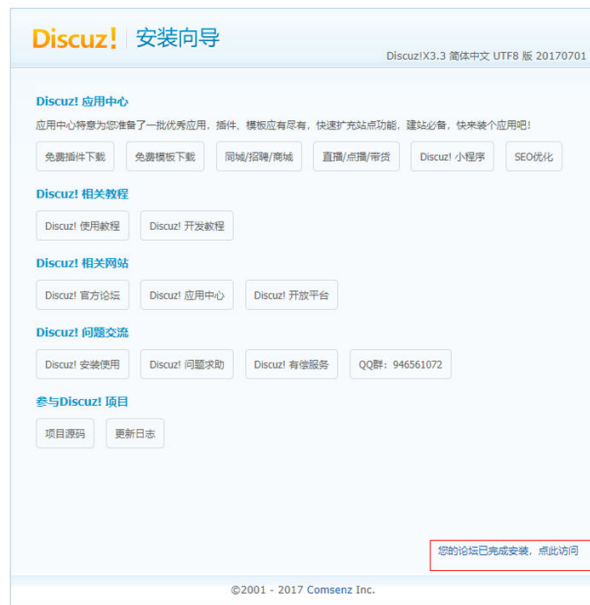 Discuz! 安装向导
Discuz!X3.3 简体中文 UTF8 版 20170701
Discuz! 应用中心
应用中心特意为您准备了一批优秀应用，插件、模板应有尽有，快速扩充站点功能，建站必备，快来装个应用吧！
免费插件下载 免费模板下载 同城/招聘/商城 直播/点播/带货 Discuz! 小程序 SEO优化
Discuz! 相关教程
Discuz! 使用教程 Discuz! 开发教程
Discuz! 相关网站
Discuz! 官方论坛 Discuz! 应用中心 Discuz! 开放平台
Discuz! 问题交流
Discuz! 安装使用 Discuz! 问题求助 Discuz! 有偿服务 QQ群：946561072
参与Discuz! 项目
项目源码 更新日志
您的论坛已完成安装，点此访问
©2001 - 2017 Comsenz Inc.